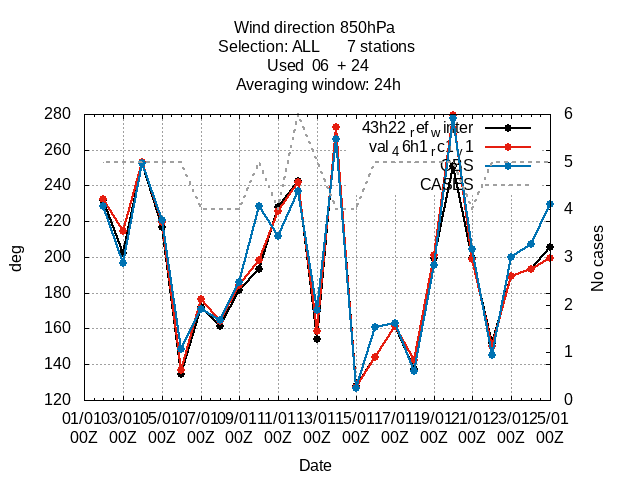 Wind direction 850hPa
Selection: ALL 7 stations
Used 06 + 24
Averaging window: 24h
280 6
43h22refwinter
260 val46h1rc1v1
5
OBS
240 CASES
4
220
deg 200 3 No cases
180
2
160
1
140
120 0
01/01 03/01 05/01 07/01 09/01 11/01 13/01 15/01 17/01 19/01 21/01 23/01 25/01
00Z 00Z 00Z 00Z 00Z 00Z 00Z 00Z 00Z 00Z 00Z 00Z 00Z
Date